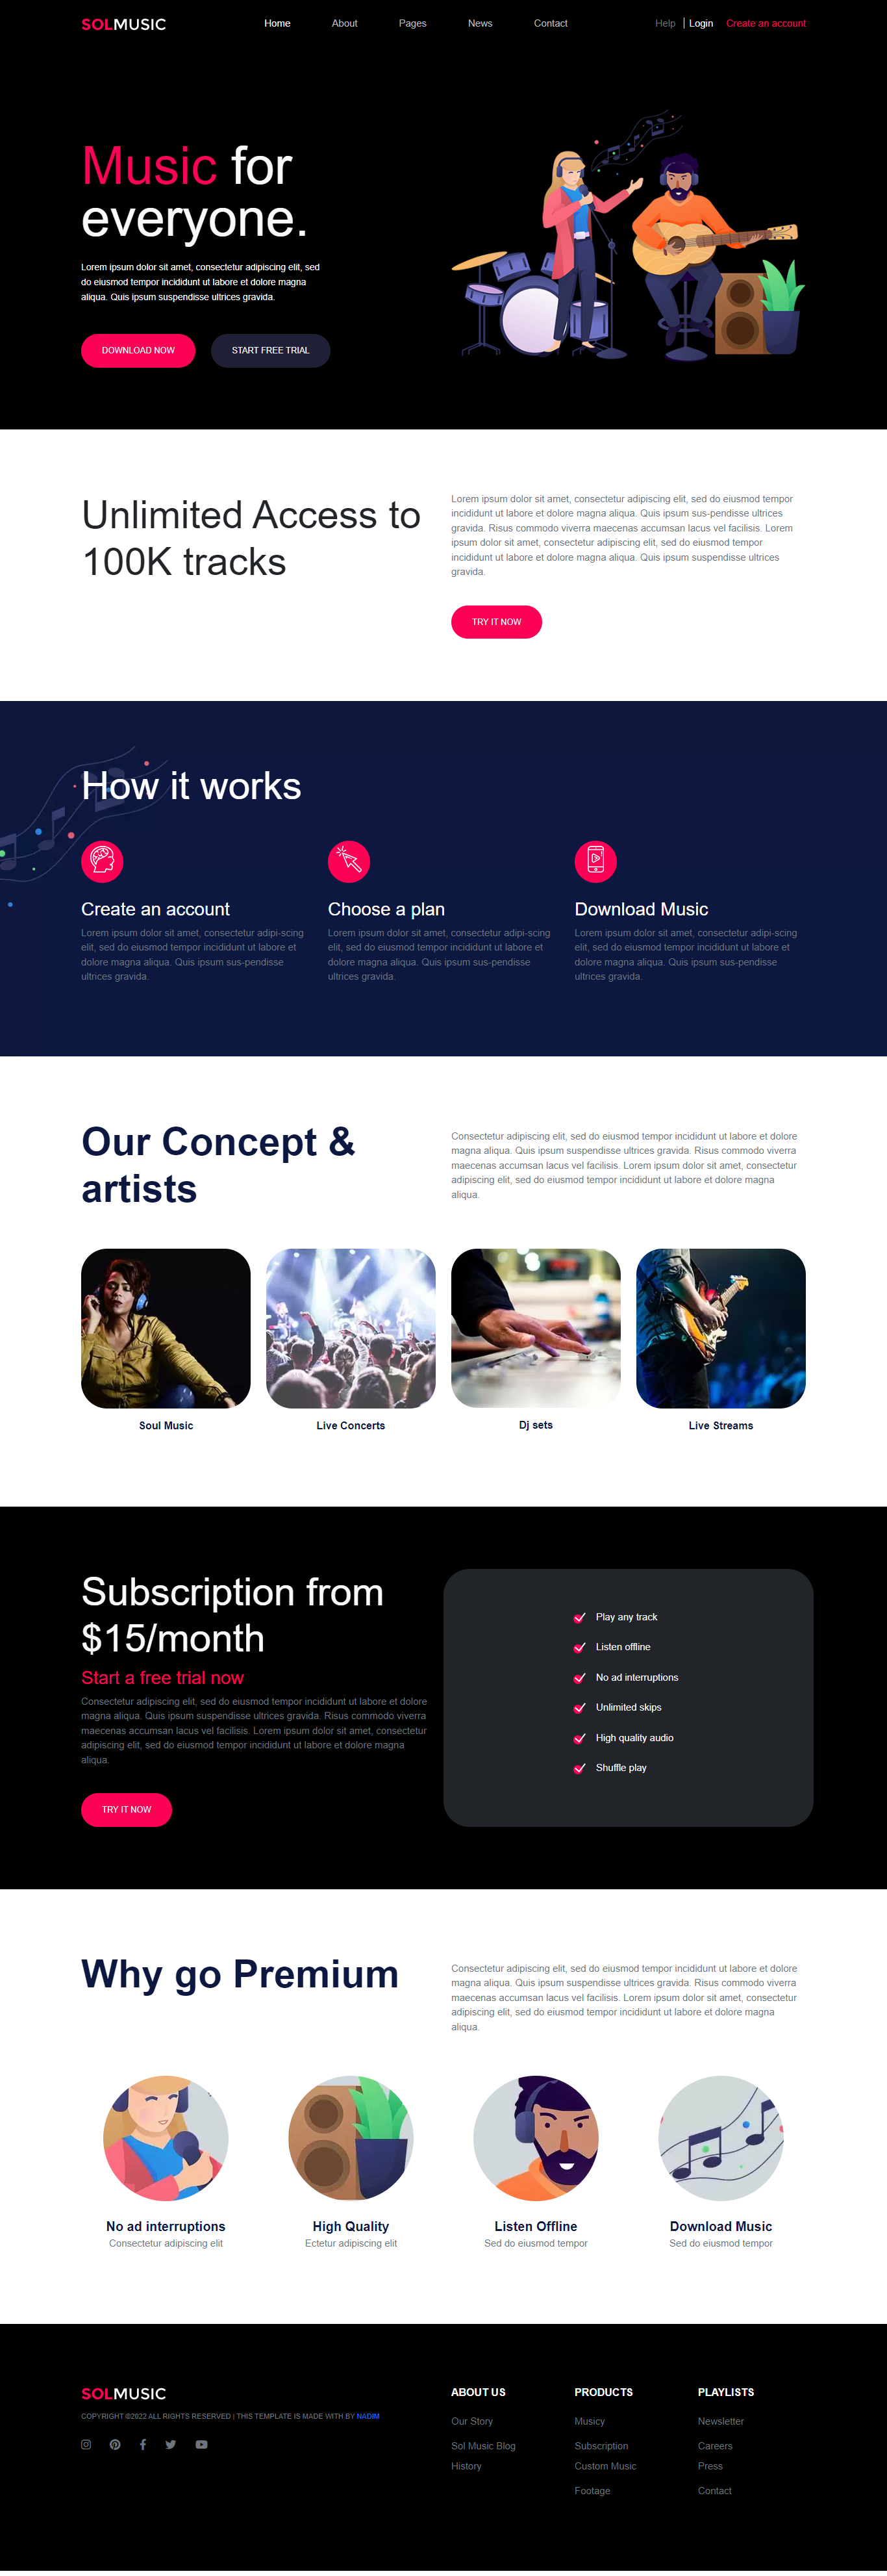 SOLMUSIC
Home About Pages News Contact
Help | Login Create an account
Music for
everyone.
Lorem ipsum dolor sit amet, consectetur adipiscing elit, sed
do eiusmod tempor incididunt ut labore et dolore magna
aliqua. Quis ipsum suspendisse ultrices gravida.
DOWNLOAD NOW
START FREE TRIAL
Unlimited Access to
100K tracks
Lorem ipsum dolor sit amet, consectetur adipiscing elit, sed do eiusmod tempor
incididunt ut labore et dolore magna aliqua. Quis ipsum sus-pendisse ultrices
gravida. Risus commodo viverra maecenas accumsan lacus vel facilisis. Lorem
ipsum dolor sit amet, consectetur adipiscing elit, sed do eiusmod tempor
incididunt ut labore et dolore magna aliqua. Quis ipsum suspendisse ultrices
gravida.
TRY IT NOW
How it works
Create an account
Lorem ipsum dolor sit amet, consectetur adipi-scing
elit, sed do eiusmod tempor incididunt ut labore et
dolore magna aliqua. Quis ipsum sus-pendisse
ultrices gravida.
Choose a plan
Lorem ipsum dolor sit amet, consectetur adipi-scing
elit, sed do eiusmod tempor incididunt ut labore et
dolore magna aliqua. Quis ipsum sus-pendisse
ultrices gravida.
Download Music
Lorem ipsum dolor sit amet, consectetur adipi-scing
elit, sed do eiusmod tempor incididunt ut labore et
dolore magna aliqua. Quis ipsum sus-pendisse
ultrices gravida.
Our Concept &
artists
Consectetur adipiscing elit, sed do eiusmod tempor incididunt ut labore et dolore
magna aliqua. Quis ipsum suspendisse ultrices gravida. Risus commodo viverra
maecenas accumsan lacus vel facilisis. Lorem ipsum dolor sit amet, consectetur
adipiscing elit, sed do eiusmod tempor incididunt ut labore et dolore magna
aliqua.
Soul Music
Live Concerts
Dj sets
Live Streams
Subscription from
$15/month
Start a free trial now
Consectetur adipiscing elit, sed do eiusmod tempor incididunt ut labore et dolore
magna aliqua. Quis ipsum suspendisse ultrices gravida. Risus commodo viverra
maecenas accumsan lacus vel facilisis. Lorem ipsum dolor sit amet, consectetur
adipiscing elit, sed do eiusmod tempor incididunt ut labore et dolore magna
aliqua.
TRY IT NOW
Play any track
Listen offline
No ad interruptions
Unlimited skips
High quality audio
Shuffle play
Why go Premium
Consectetur adipiscing elit, sed do eiusmod tempor incididunt ut labore et dolore
magna aliqua. Quis ipsum suspendisse ultrices gravida. Risus commodo viverra
maecenas accumsan lacus vel facilisis. Lorem ipsum dolor sit amet, consectetur
adipiscing elit, sed do eiusmod tempor incididunt ut labore et dolore magna
aliqua.
No ad interruptions
Consectetur adipiscing elit
High Quality
Ectetur adipiscing elit
Listen Offline
Sed do eiusmod tempor
Download Music
Sed do eiusmod tempor
SOLMUSIC
COPYRIGHT ©2022 ALL RIGHTS RESERVED | THIS TEMPLATE IS MADE WITH BY NADIM
ABOUT US
Our Story
Sol Music Blog
History
PRODUCTS
Musicy
Subscription
Custom Music
Footage
PLAYLISTS
Newsletter
Careers
Press
Contact